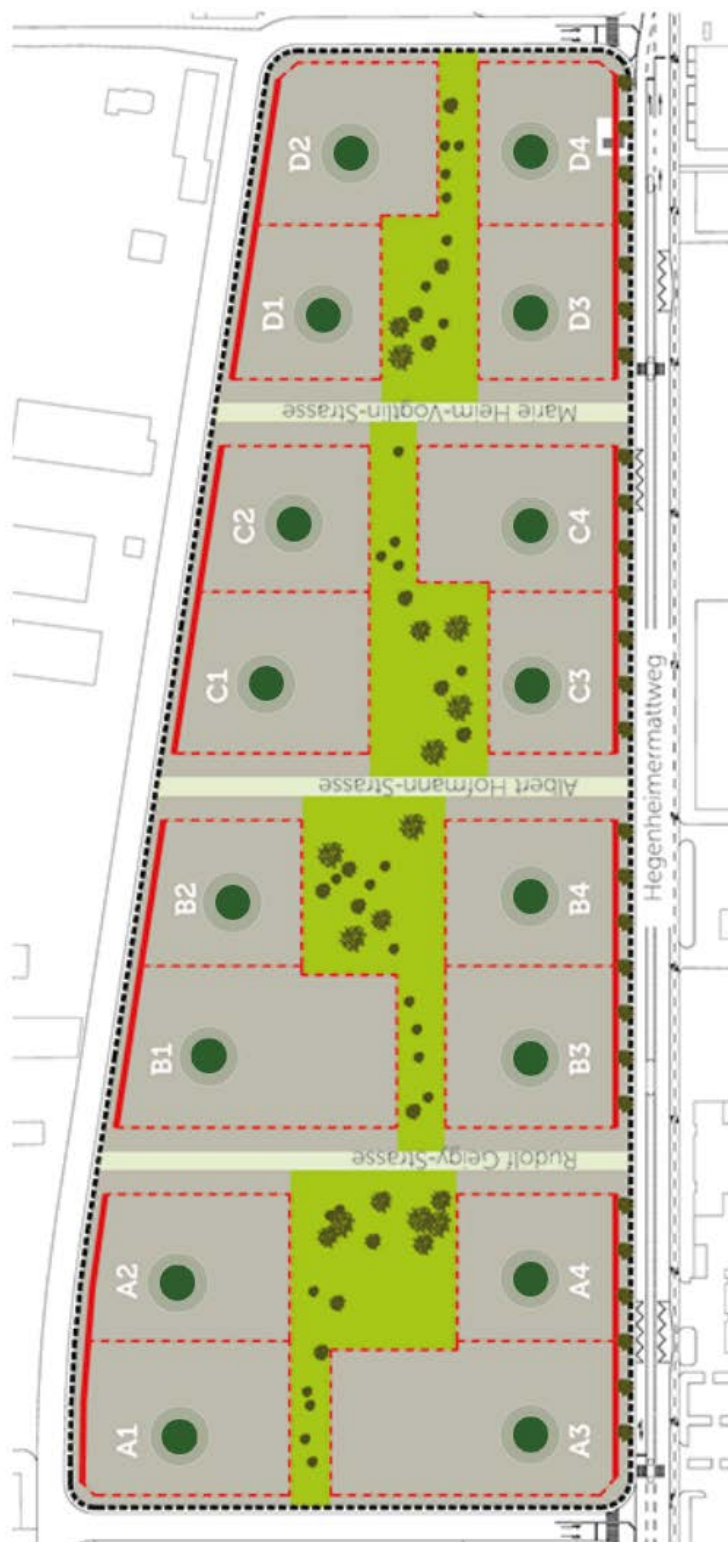 D2
D4
D1
D3
Marie Heim-Vogtlin-Strasse
C2
C4
C1
C3
Albert Hofmann-Strasse
Hegenheimermattweg
B2
B4
B1
B3
Rudolf Geigy-Strasse
A2
A4
A1
A3